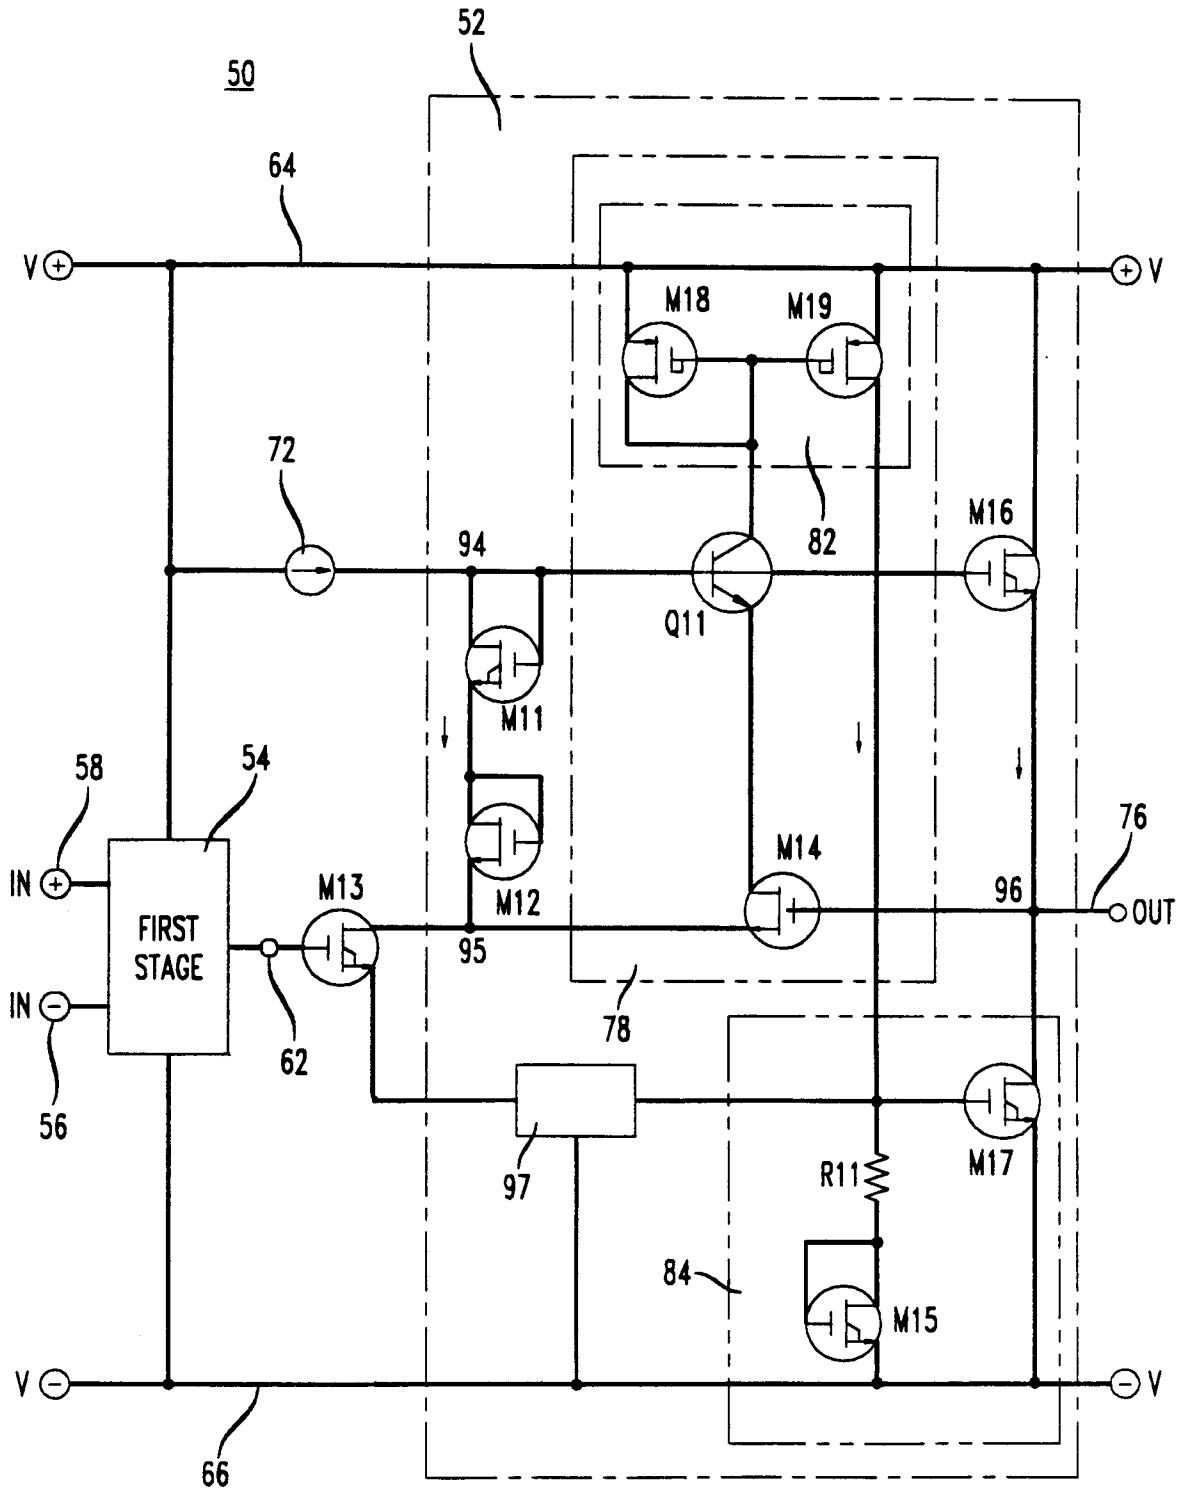 52
50
64
V + + V
M18 M19
72
94
82
M16
Q11
M11
58
54
76
M14
IN +
M13
M12
96
OUT
FIRST
STAGE
95
IN −
78
62
56
97
R11
M17
84
M15
V − − V
66